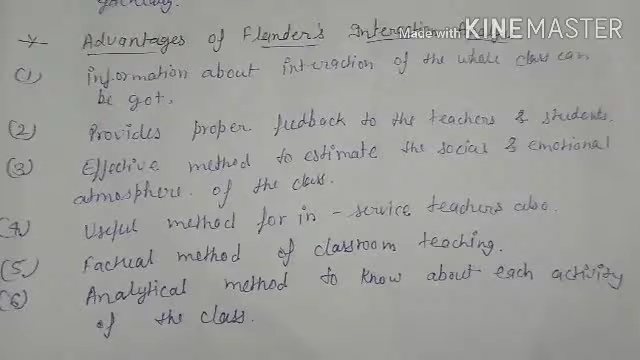 Made with KINEMASTER
* Advantages of Flander's Interaction
(1) Information about interaction of the whole class can
be got.
(2) Provides proper feedback to the teachers & students.
(3) Effective method to estimate the social & emotional
atmosphere of the class.
(4) Useful method for in-service teachers also.
(5) Factual method of classroom teaching.
(6) Analytical method to know about each activity
of the class.